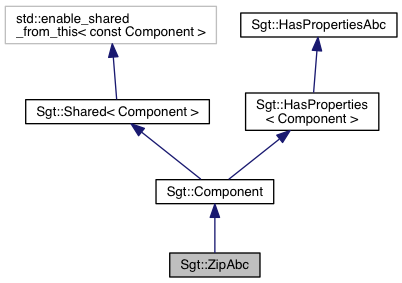 std::enable_shared
_from_this< const Component >
Sgt::HasPropertiesAbc
Sgt::Shared< Component >
Sgt::HasProperties
< Component >
Sgt::Component
Sgt::ZipAbc